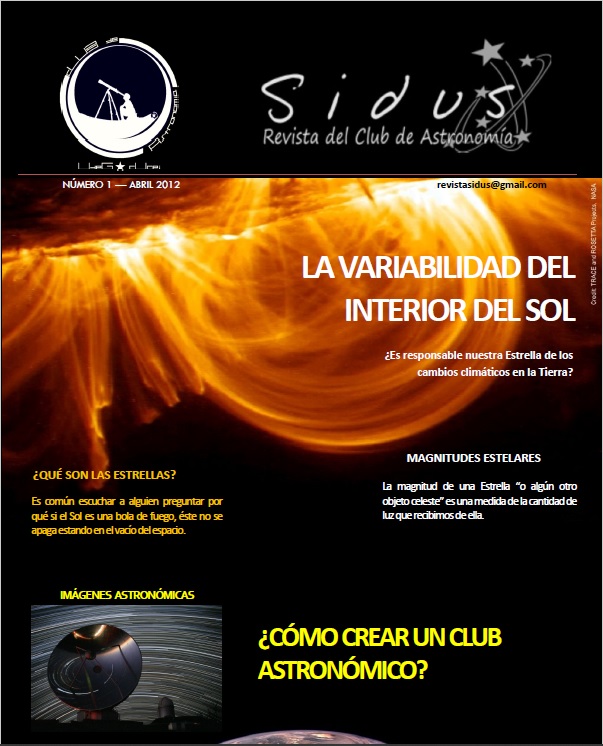 Sidus
Revista del Club de Astronomía
NÚMERO 1 — ABRIL 2012
revistasidus@gmail.com
Credit: TRACE and ROSETTA Projects, NASA
LA VARIABILIDAD DEL
INTERIOR DEL SOL
¿Es responsable nuestra Estrella de los
cambios climáticos en la Tierra?
MAGNITUDES ESTELARES
La magnitud de una Estrella “o algún otro
objeto celeste” es una medida de la cantidad de
luz que recibimos de ella.
¿QUÉ SON LAS ESTRELLAS?
Es común escuchar a alguien preguntar por
qué si el Sol es una bola de fuego, éste no se
apaga estando en el vacío del espacio.
IMÁGENES ASTRONÓMICAS
¿CÓMO CREAR UN CLUB
ASTRONÓMICO?